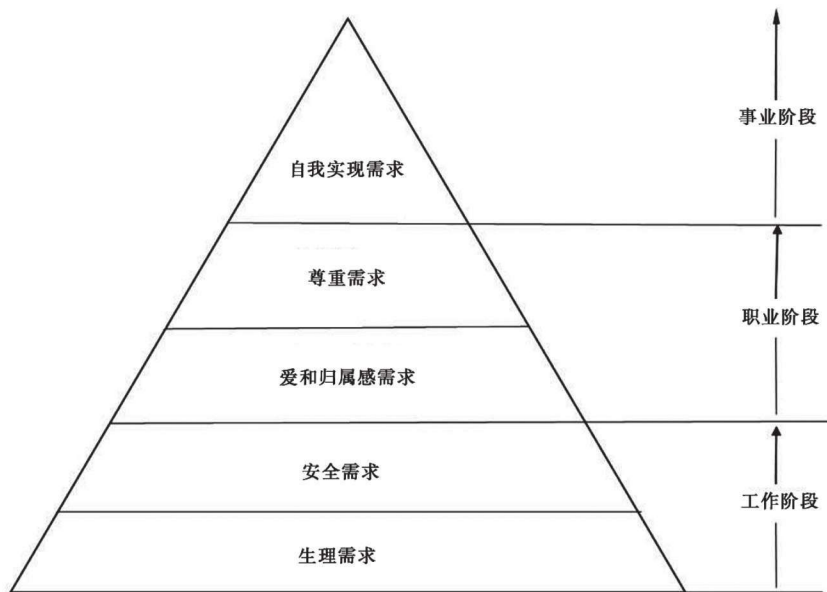 事业阶段
自我实现需求
尊重需求
职业阶段
爱和归属感需求
安全需求
工作阶段
生理需求